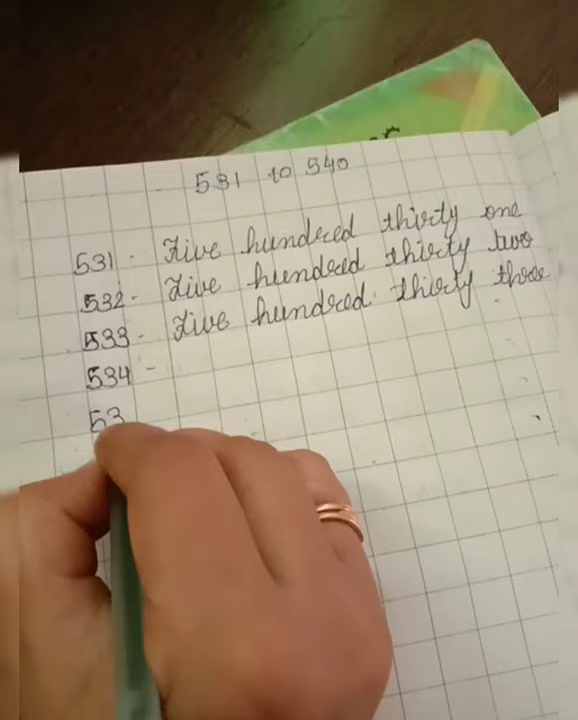 531 to 540
531 - Five hundred thirty one
532 - Five hundred thirty two
533 - Five hundred thirty three
534 -
53